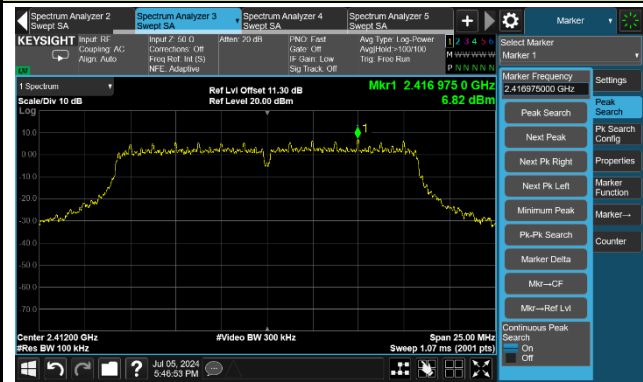 Spectrum Analyzer 2
Swept SA
Spectrum Analyzer 3
Swept SA
Spectrum Analyzer 4
Swept SA
Spectrum Analyzer 5
Swept SA
+
Marker
KEYSIGHT
Input: RF
Coupling: AC
Align: Auto
Input Z: 50 Ω
Corrections: Off
Freq Ref: Int (S)
NFE: Adaptive
Atten: 20 dB
PNO: Fast
Gate: Off
IF Gain: Low
Sig Track: Off
Avg Type: Log-Power
Avg|Hold:>100/100
Trig: Free Run
1 2 3 4 5 6
M W W W W W
P N N N N N
LVI
Select Marker
Marker 1
1 Spectrum
Scale/Div 10 dB
Log
Ref Lvl Offset 11.30 dB
Ref Level 20.00 dBm
Mkr1 2.416 975 0 GHz
6.82 dBm
1
10.0
0.00
-10.0
-20.0
-30.0
-40.0
-50.0
-60.0
-70.0
Center 2.41200 GHz
#Res BW 100 kHz
#Video BW 300 kHz
Span 25.00 MHz
Sweep 1.07 ms (2001 pts)
Marker Frequency
2.416975000 GHz
Peak Search
Next Peak
Next Pk Right
Next Pk Left
Minimum Peak
Pk-Pk Search
Marker Delta
Mkr→CF
Mkr→Ref Lvl
Continuous Peak
Search
On
Off
Settings
Peak
Search
Pk Search
Config
Properties
Marker
Function
Marker→
Counter
?
Jul 05, 2024
5:46:53 PM